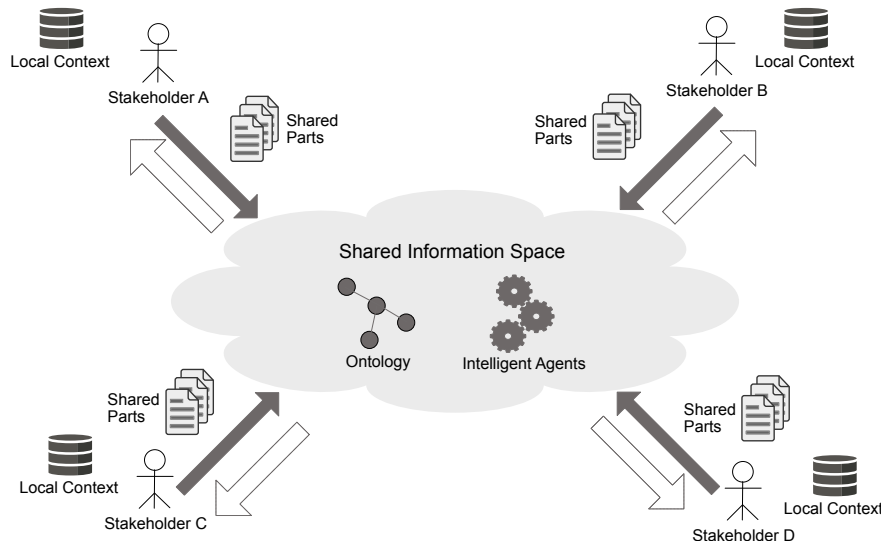 Local Context
Stakeholder A
Shared
Parts
Stakeholder B
Local Context
Shared
Parts
Shared Information Space
Ontology
Intelligent Agents
Shared
Parts
Local Context
Stakeholder C
Shared
Parts
Local Context
Stakeholder D